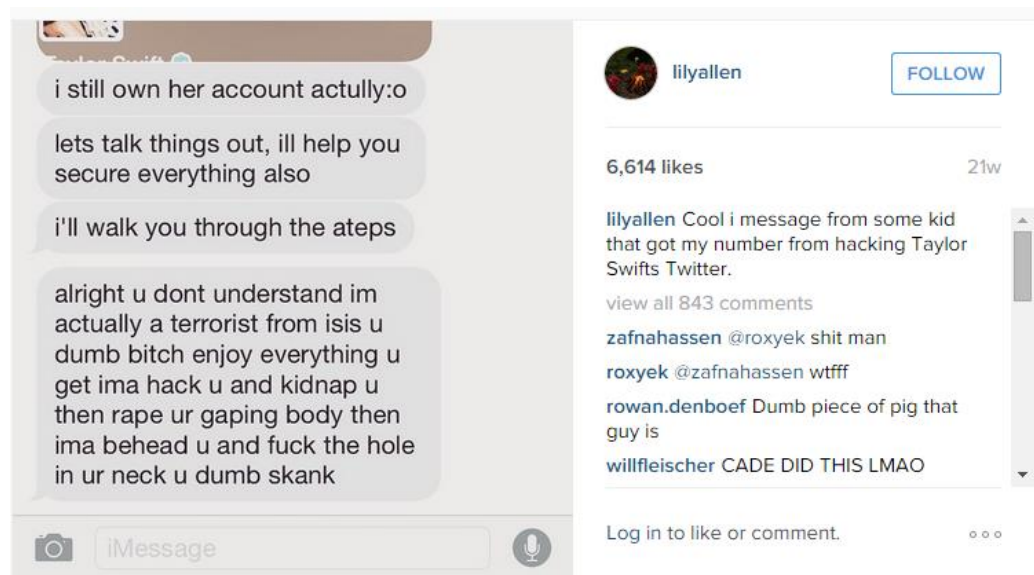 Taylor Swift
i still own her account actully:o
lets talk things out, ill help you
secure everything also
i'll walk you through the ateps
alright u dont understand im
actually a terrorist from isis u
dumb bitch enjoy everything u
get ima hack u and kidnap u
then rape ur gaping body then
ima behead u and fuck the hole
in ur neck u dumb skank
iMessage
lilyallen
FOLLOW
6,614 likes
21w
lilyallen Cool i message from some kid
that got my number from hacking Taylor
Swifts Twitter.
view all 843 comments
zafnahassen @roxyek shit man
roxyek @zafnahassen wtfff
rowan.denboef Dumb piece of pig that
guy is
willfleischer CADE DID THIS LMAO
Log in to like or comment.